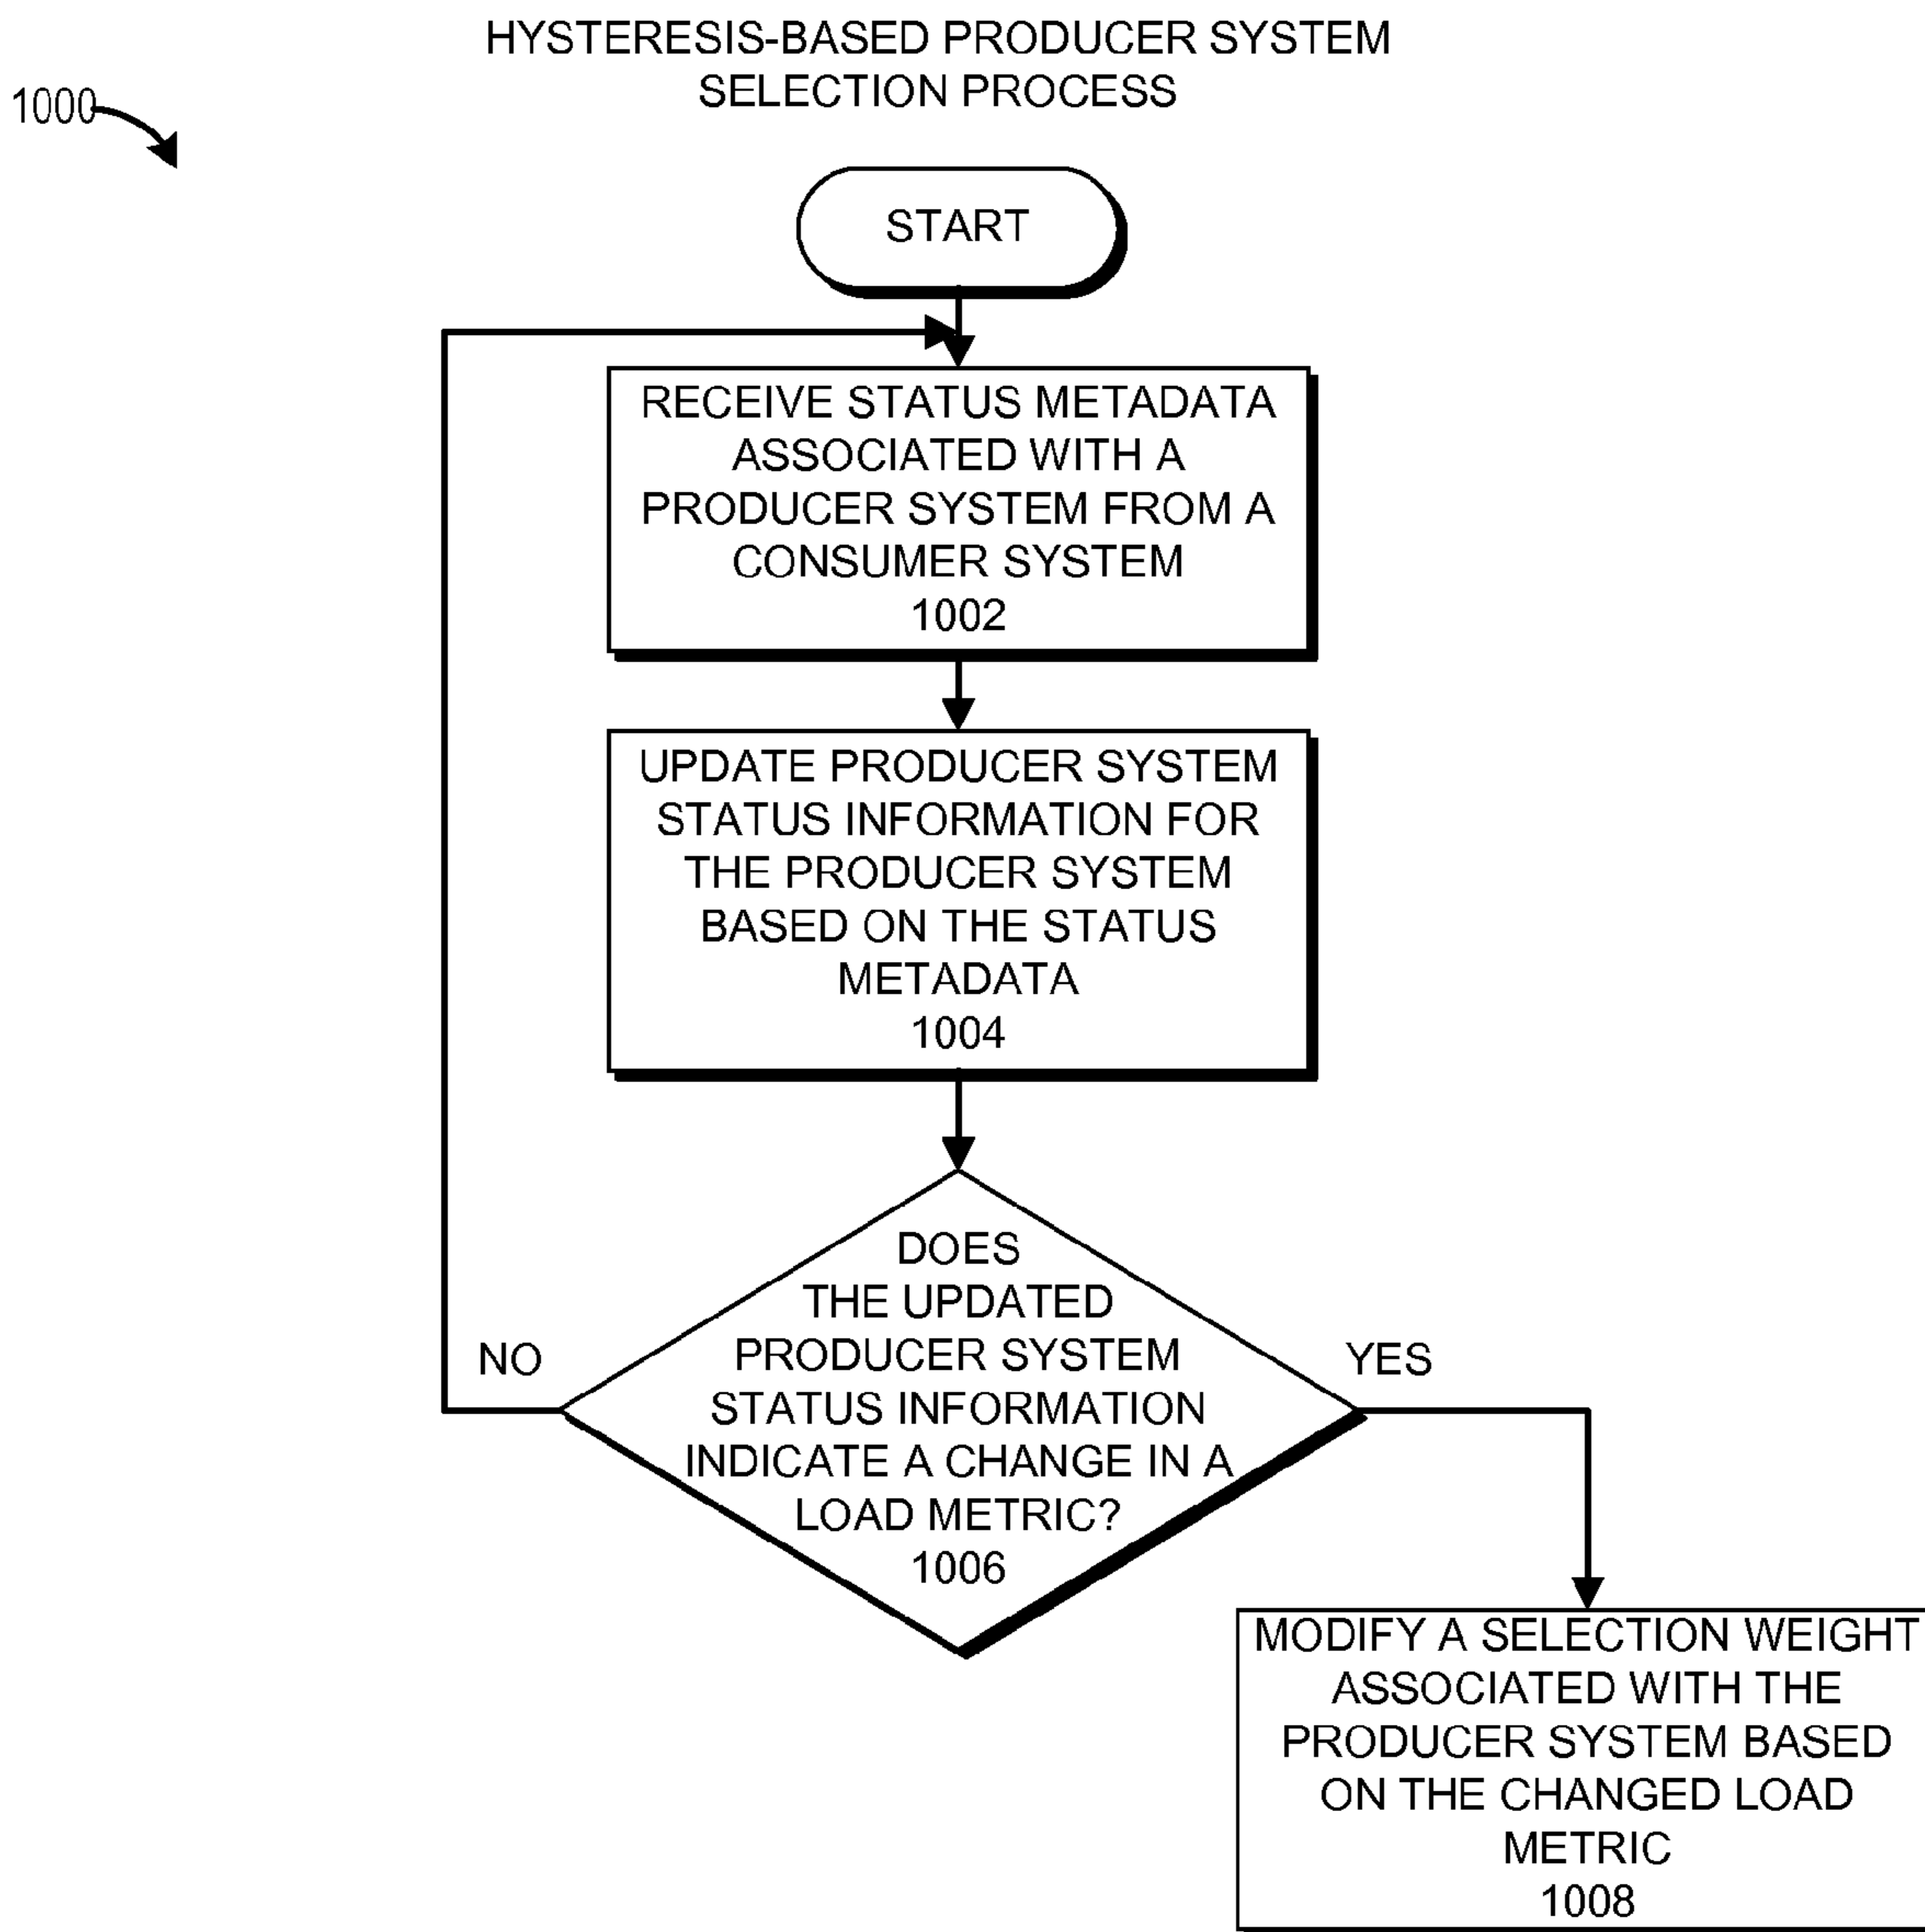 HYSTERESIS-BASED PRODUCER SYSTEM
SELECTION PROCESS
1000
START
RECEIVE STATUS METADATA
ASSOCIATED WITH A
PRODUCER SYSTEM FROM A
CONSUMER SYSTEM
1002
UPDATE PRODUCER SYSTEM
STATUS INFORMATION FOR
THE PRODUCER SYSTEM
BASED ON THE STATUS
METADATA
1004
DOES
THE UPDATED
PRODUCER SYSTEM
STATUS INFORMATION
INDICATE A CHANGE IN A
LOAD METRIC?
1006
NO
YES
MODIFY A SELECTION WEIGHT
ASSOCIATED WITH THE
PRODUCER SYSTEM BASED
ON THE CHANGED LOAD
METRIC
1008